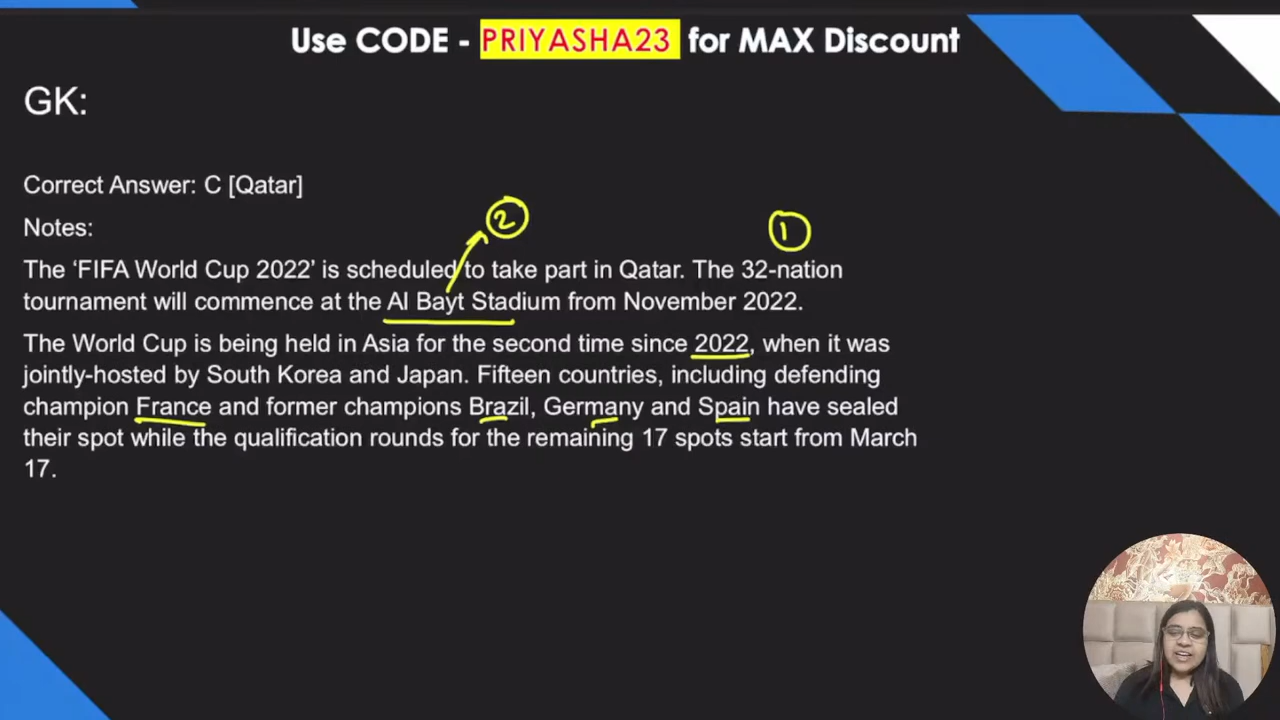 Use CODE - PRIYASHA23 for MAX Discount
GK:
Correct Answer: C [Qatar]
Notes:
2
1
The ‘FIFA World Cup 2022’ is scheduled to take part in Qatar. The 32-nation
tournament will commence at the Al Bayt Stadium from November 2022.
The World Cup is being held in Asia for the second time since 2022, when it was
jointly-hosted by South Korea and Japan. Fifteen countries, including defending
champion France and former champions Brazil, Germany and Spain have sealed
their spot while the qualification rounds for the remaining 17 spots start from March
17.